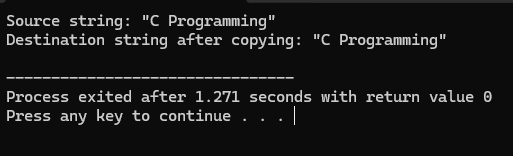 Source string: "C Programming"
Destination string after copying: "C Programming"
--------------------------------
Process exited after 1.271 seconds with return value 0
Press any key to continue . . .